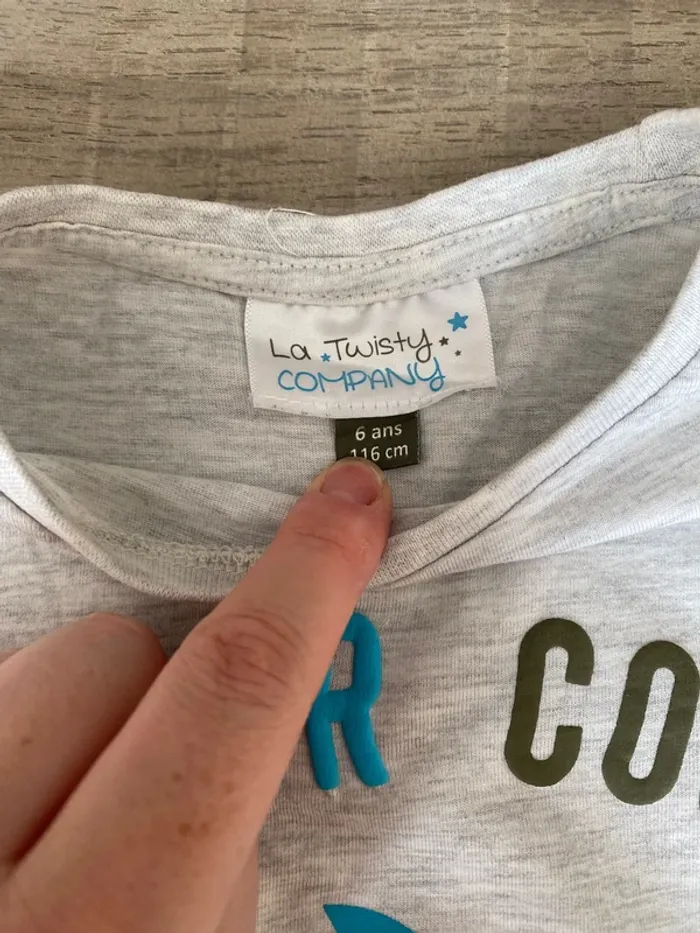 La Twisty
COMPANY
6 ans
116 cm
R CO